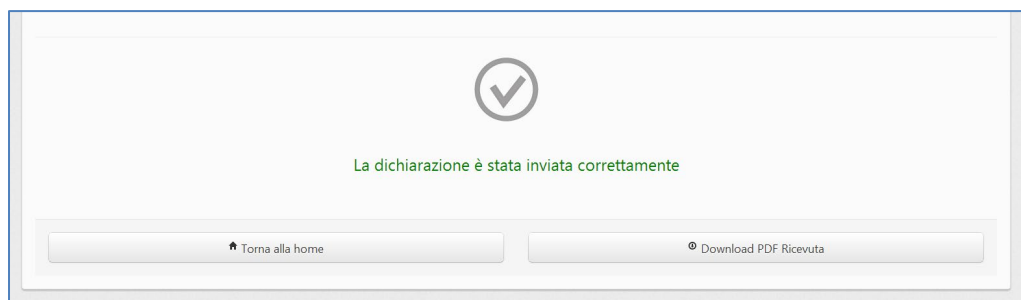 La dichiarazione è stata inviata correttamente
Torna alla home
Download PDF Ricevuta